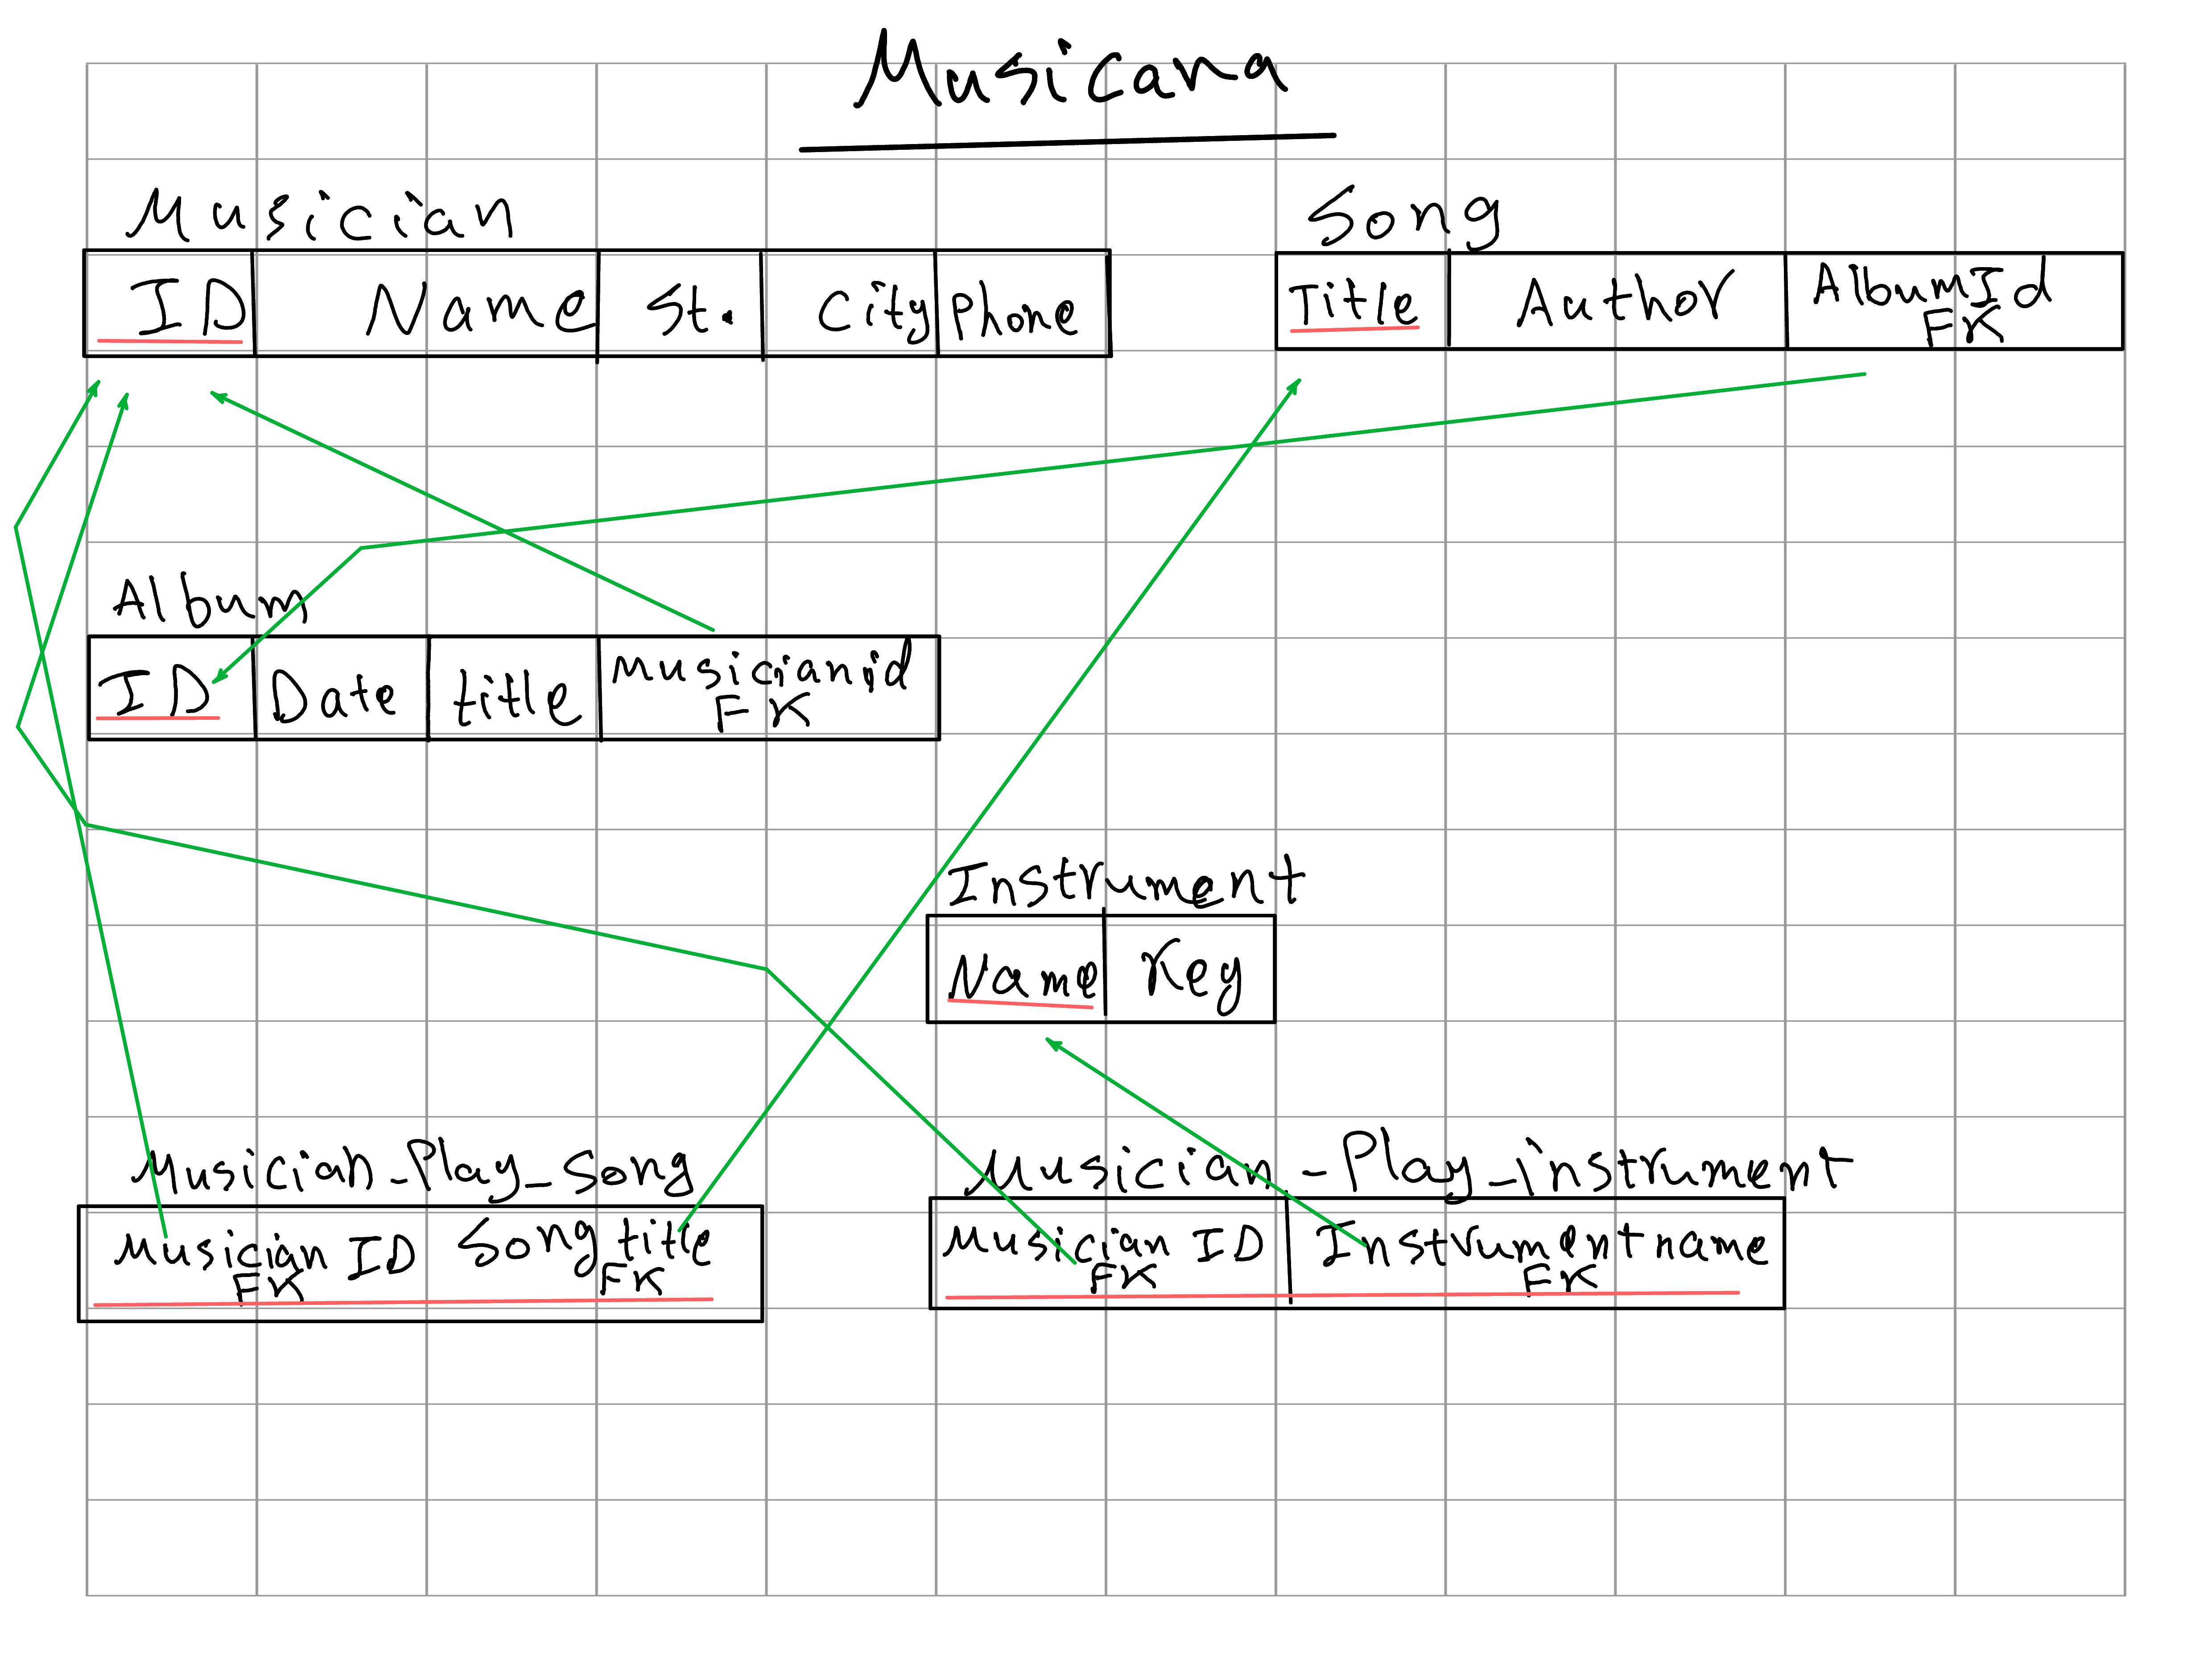 Musicana
Musician
ID Name St. City Phone
Song
Title Author AlbumId
FK
Album
ID Date title Musicianid
FK
Instrument
Name Key
Musician_Play_Song
Musician ID Song title
FK FK
Musician_Play_instrument
Musician ID Instrumentname
FK FK